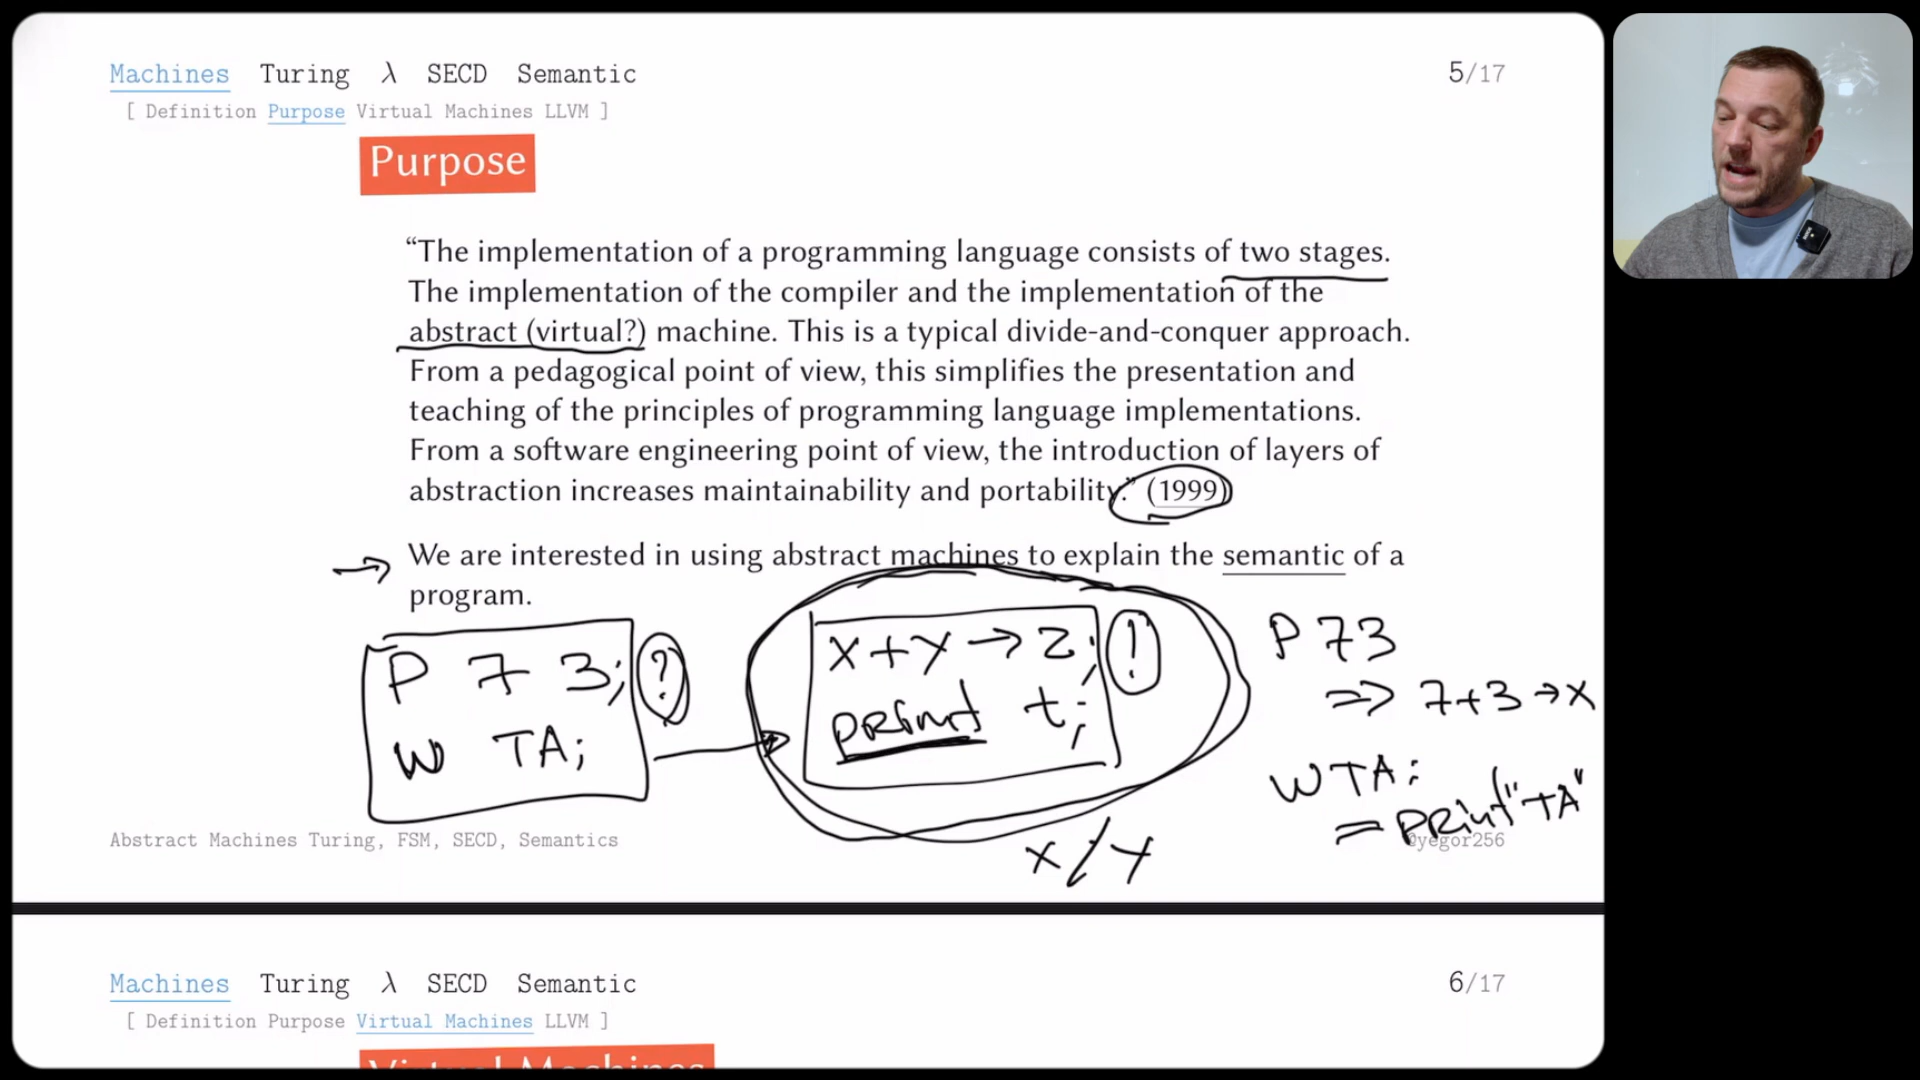 Machines Turing λ SECD Semantic 5/17
[ Definition Purpose Virtual Machines LLVM ]
Purpose
“The implementation of a programming language consists of two stages.
The implementation of the compiler and the implementation of the
abstract (virtual?) machine. This is a typical divide-and-conquer approach.
From a pedagogical point of view, this simplifies the presentation and
teaching of the principles of programming language implementations.
From a software engineering point of view, the introduction of layers of
abstraction increases maintainability and portability.” (1999)
We are interested in using abstract machines to explain the semantic of a
program.
P 7 3; ?
W TA;
x+y→z; !
print t;
x/y
P 73
⇒ 7+3→x
WTA:
= print "TA"
Abstract Machines Turing, FSM, SECD, Semantics @yegor256
Machines Turing λ SECD Semantic 6/17
[ Definition Purpose Virtual Machines LLVM ]
Virtual Machines